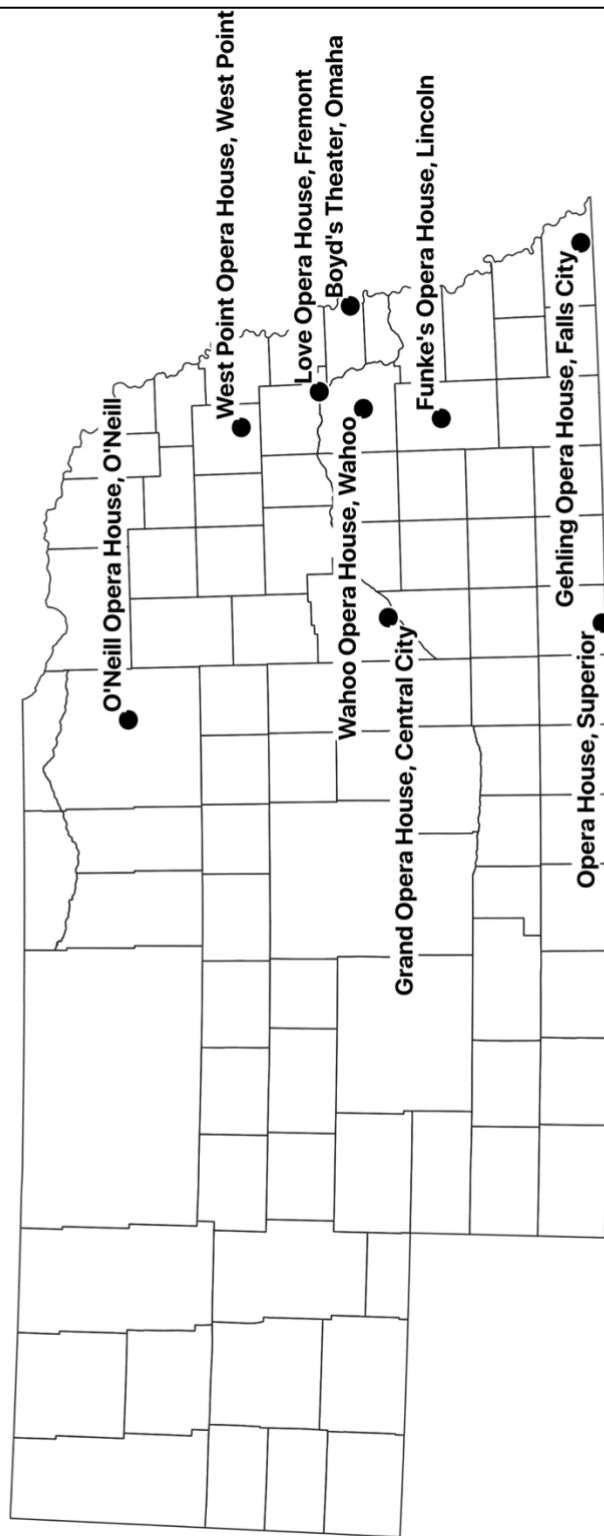 O'Neill Opera House, O'Neill
West Point Opera House, West Point
Love Opera House, Fremont
Boyd's Theater, Omaha
Wahoo Opera House, Wahoo
Grand Opera House, Central City
Funke's Opera House, Lincoln
Gehling Opera House, Falls City
Opera House, Superior